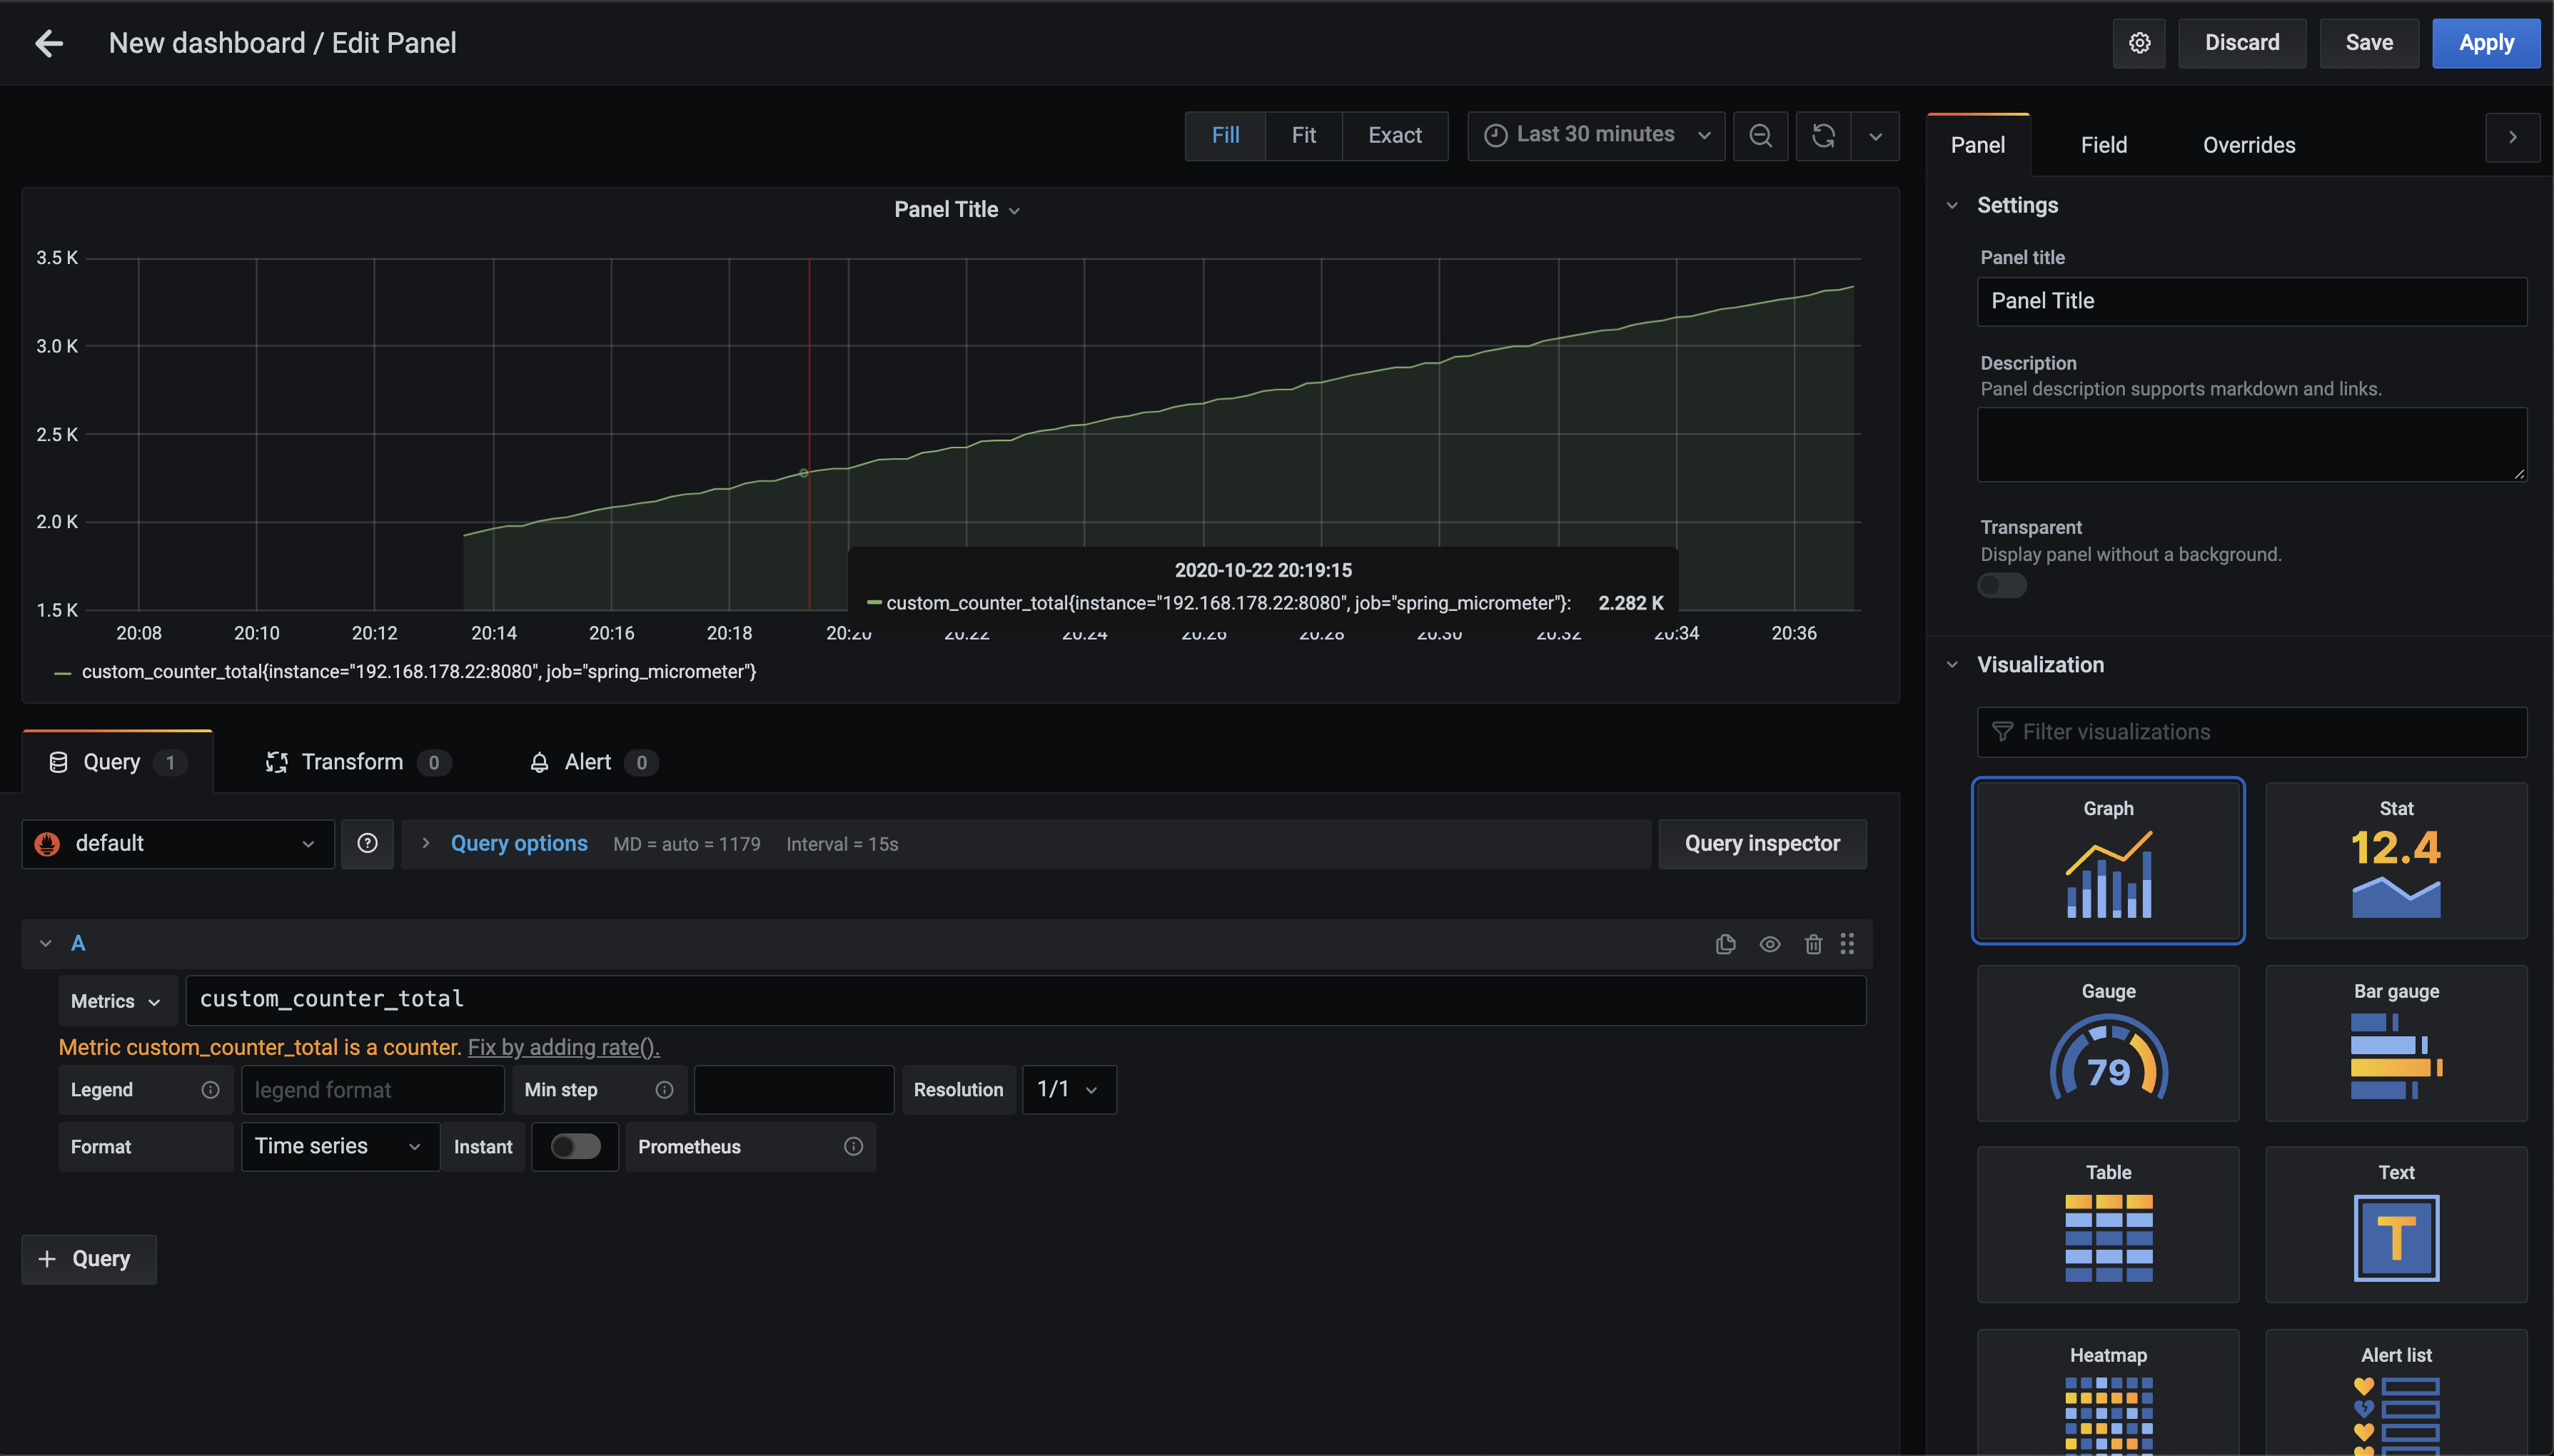 New dashboard / Edit Panel
Discard
Save
Apply
Fill
Fit
Exact
Last 30 minutes
Panel
Field
Overrides
Panel Title
3.5 K
3.0 K
2.5 K
2.0 K
1.5 K
20:08
20:10
20:12
20:14
20:16
20:18
20:20
20:22
20:24
20:26
20:28
20:30
20:32
20:34
20:36
2020-10-22 20:19:15
custom_counter_total{instance="192.168.178.22:8080", job="spring_micrometer"}: 2.282 K
custom_counter_total{instance="192.168.178.22:8080", job="spring_micrometer"}
Settings
Panel title
Panel Title
Description
Panel description supports markdown and links.
Transparent
Display panel without a background.
Visualization
Filter visualizations
Graph
Stat
12.4
Gauge
79
Bar gauge
Table
Text
T
Heatmap
Alert list
Query 1
Transform 0
Alert 0
default
Query options
MD = auto = 1179
Interval = 15s
Query inspector
A
Metrics
custom_counter_total
Metric custom_counter_total is a counter. Fix by adding rate().
Legend
legend format
Min step
Resolution
1/1
Format
Time series
Instant
Prometheus
+ Query